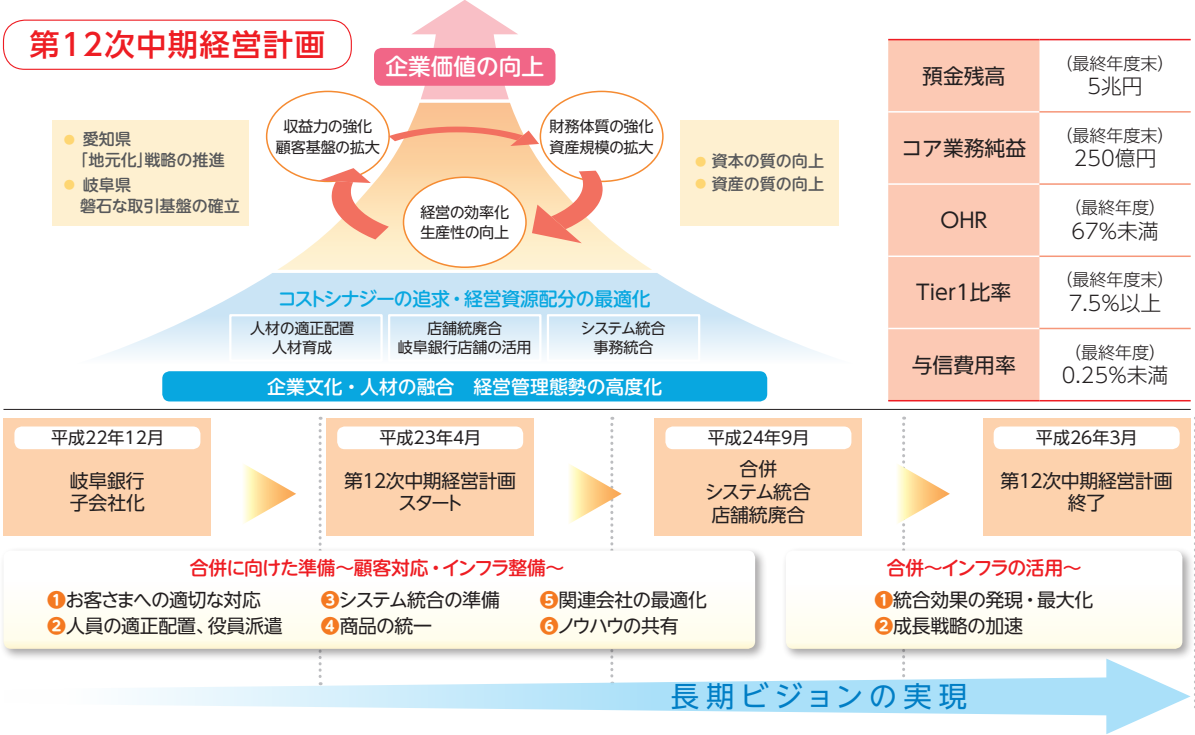 第12次中期経営計画
企業価値の向上
収益力の強化
顧客基盤の拡大
財務体質の強化
資産規模の拡大
経営の効率化
生産性の向上
● 愛知県
「地元化」戦略の推進
● 岐阜県
磐石な取引基盤の確立
● 資本の質の向上
● 資産の質の向上
コストシナジーの追求・経営資源配分の最適化
人材の適正配置
人材育成
店舗統廃合
岐阜銀行店舗の活用
システム統合
事務統合
企業文化・人材の融合　経営管理態勢の高度化
預金残高
(最終年度末)
5兆円
コア業務純益
(最終年度末)
250億円
OHR
(最終年度)
67%未満
Tier1比率
(最終年度末)
7.5%以上
与信費用率
(最終年度)
0.25%未満
平成22年12月
岐阜銀行
子会社化
平成23年4月
第12次中期経営計画
スタート
平成24年9月
合併
システム統合
店舗統廃合
平成26年3月
第12次中期経営計画
終了
合併に向けた準備～顧客対応・インフラ整備～
❶お客さまへの適切な対応
❷人員の適正配置、役員派遣
❸システム統合の準備
❹商品の統一
❺関連会社の最適化
❻ノウハウの共有
合併～インフラの活用～
❶統合効果の発現・最大化
❷成長戦略の加速
長期ビジョンの実現